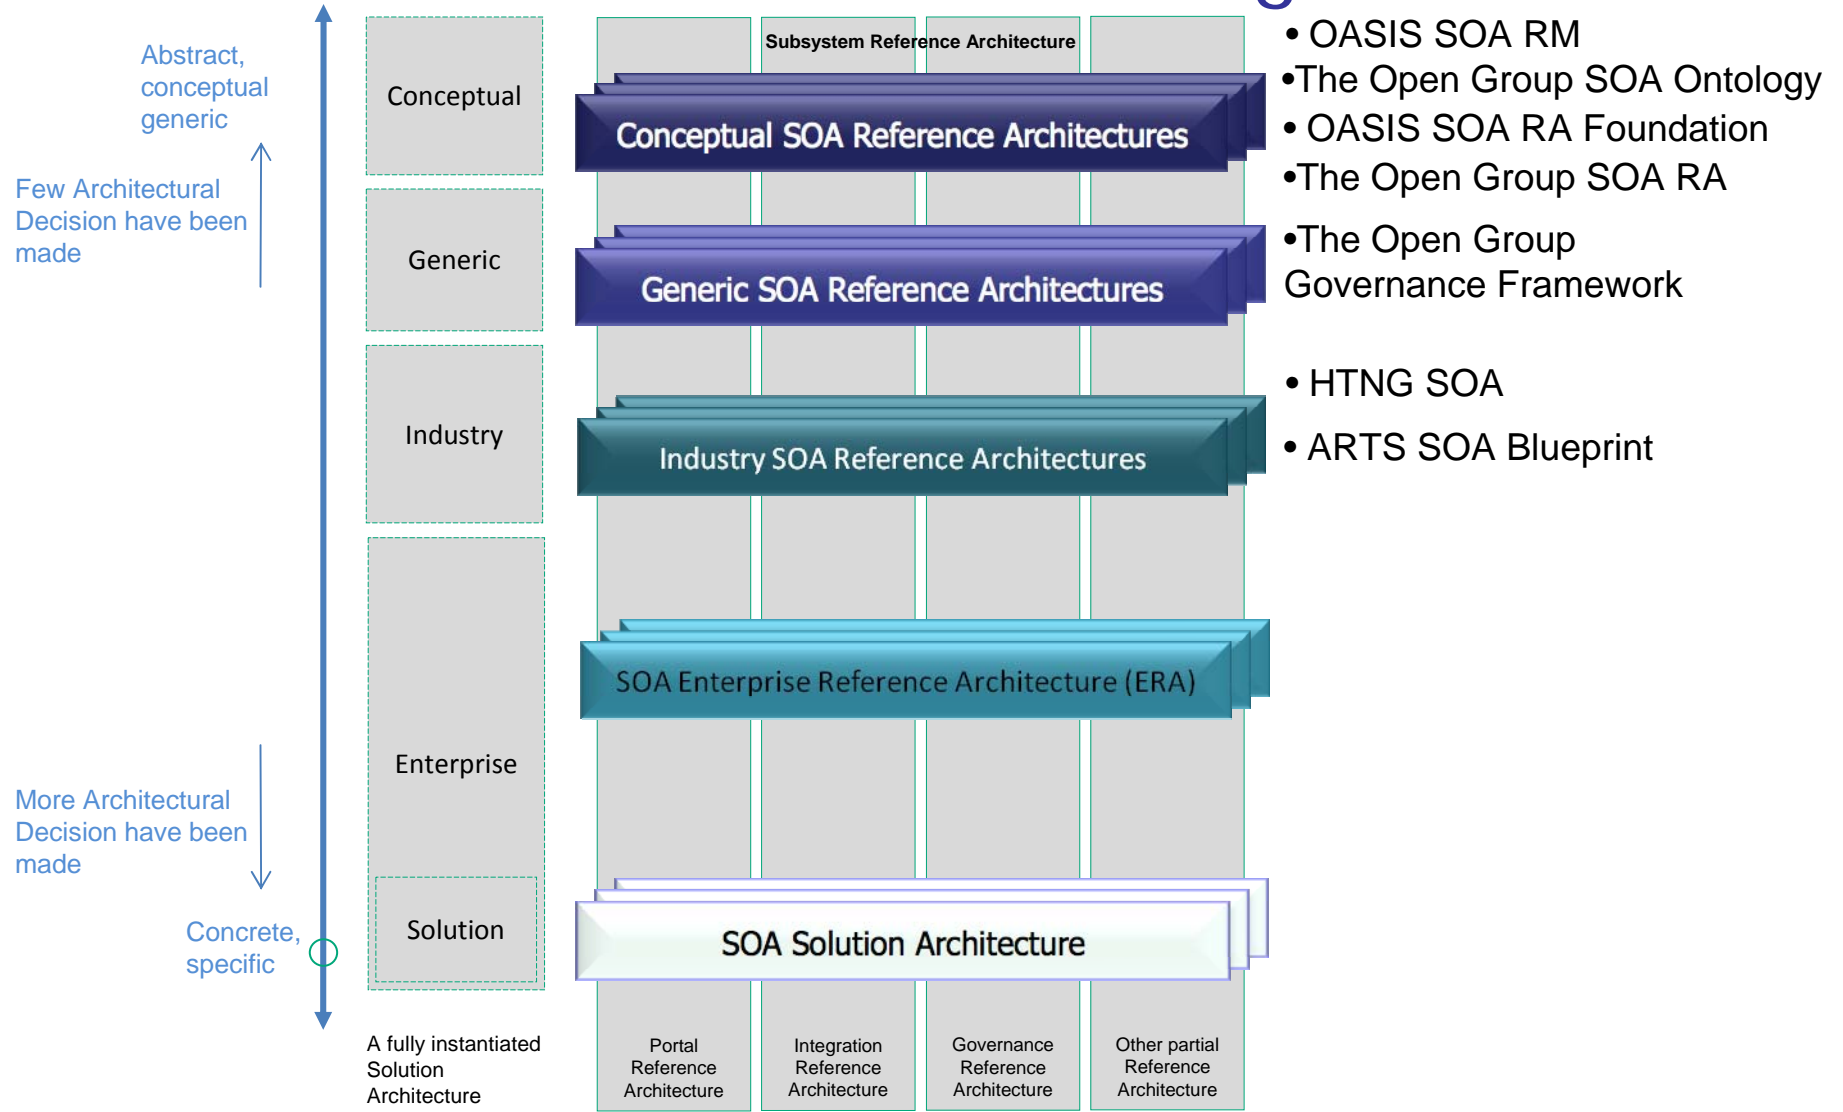 g
Subsystem Reference Architecture
Abstract,
conceptual
generic
Few Architectural
Decision have been
made
More Architectural
Decision have been
made
Concrete,
specific
Conceptual
Generic
Industry
Enterprise
Solution
A fully instantiated
Solution
Architecture
Conceptual SOA Reference Architectures
Generic SOA Reference Architectures
Industry SOA Reference Architectures
SOA Enterprise Reference Architecture (ERA)
SOA Solution Architecture
Portal
Reference
Architecture
Integration
Reference
Architecture
Governance
Reference
Architecture
Other partial
Reference
Architecture
• OASIS SOA RM
•The Open Group SOA Ontology
• OASIS SOA RA Foundation
•The Open Group SOA RA
•The Open Group
Governance Framework
• HTNG SOA
• ARTS SOA Blueprint